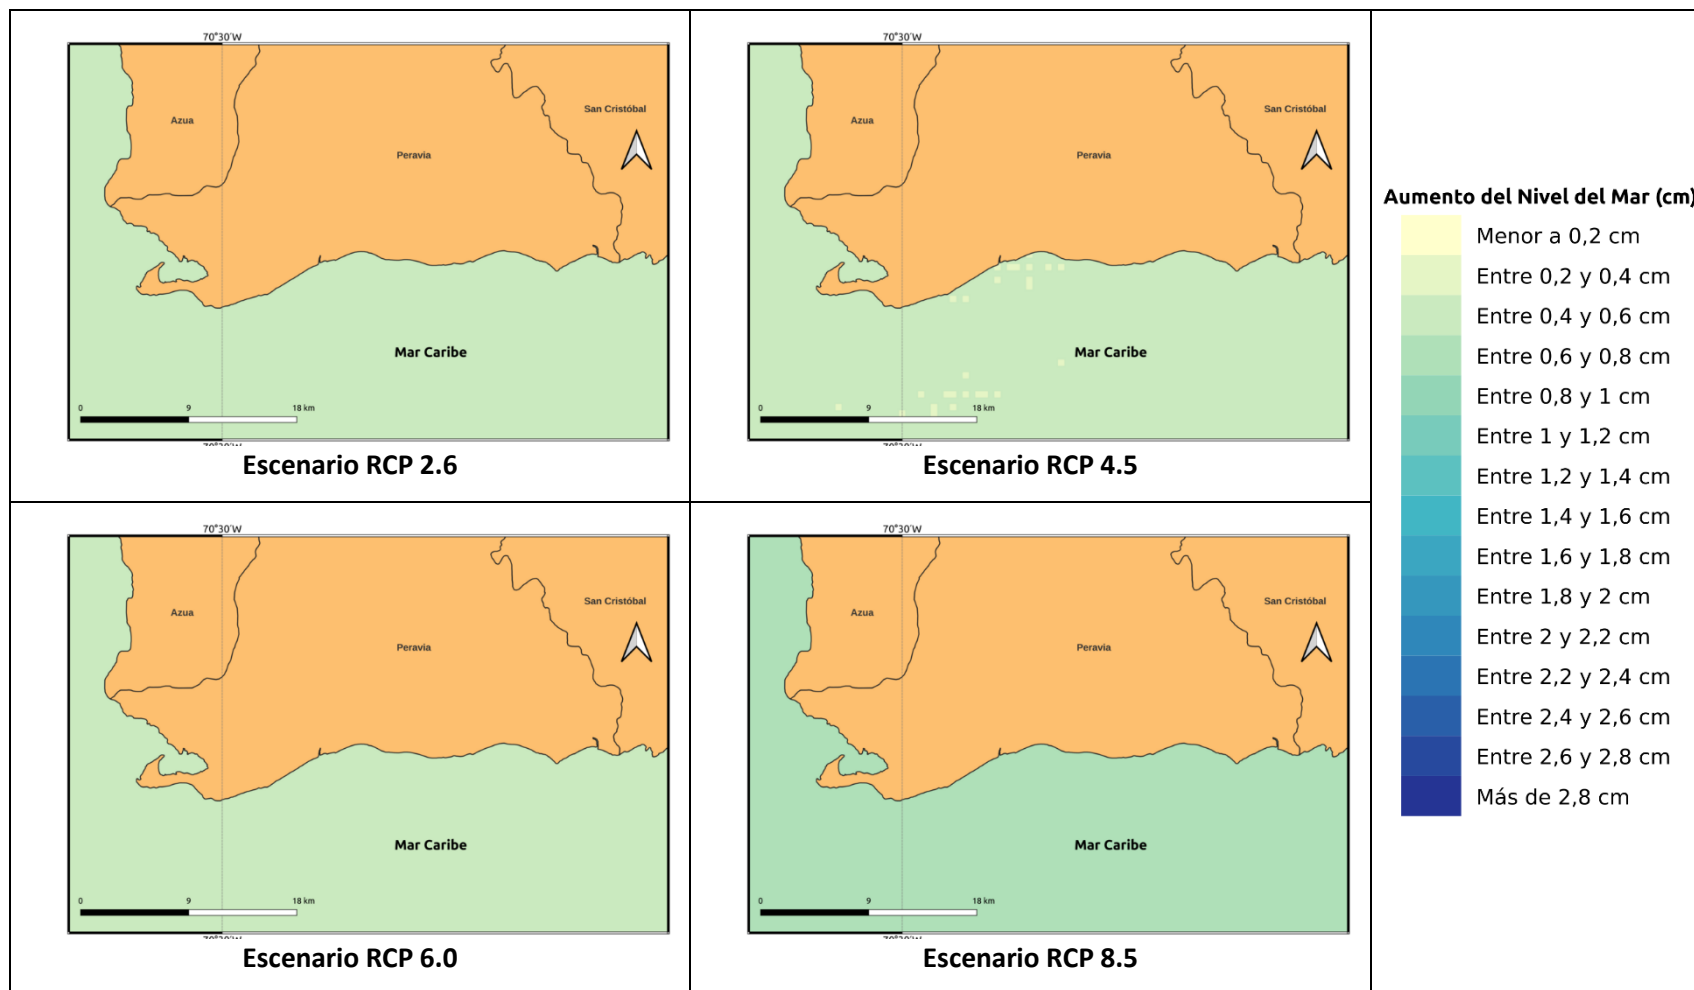 70°30'W
Azua
San Cristóbal
Peravia
Mar Caribe
0 9 18 km
70°30'W
Escenario RCP 2.6
70°30'W
Azua
San Cristóbal
Peravia
Mar Caribe
0 9 18 km
70°30'W
Escenario RCP 4.5
70°30'W
Azua
San Cristóbal
Peravia
Mar Caribe
0 9 18 km
70°30'W
Escenario RCP 6.0
70°30'W
Azua
San Cristóbal
Peravia
Mar Caribe
0 9 18 km
70°30'W
Escenario RCP 8.5
Aumento del Nivel del Mar (cm)
Menor a 0,2 cm
Entre 0,2 y 0,4 cm
Entre 0,4 y 0,6 cm
Entre 0,6 y 0,8 cm
Entre 0,8 y 1 cm
Entre 1 y 1,2 cm
Entre 1,2 y 1,4 cm
Entre 1,4 y 1,6 cm
Entre 1,6 y 1,8 cm
Entre 1,8 y 2 cm
Entre 2 y 2,2 cm
Entre 2,2 y 2,4 cm
Entre 2,4 y 2,6 cm
Entre 2,6 y 2,8 cm
Más de 2,8 cm